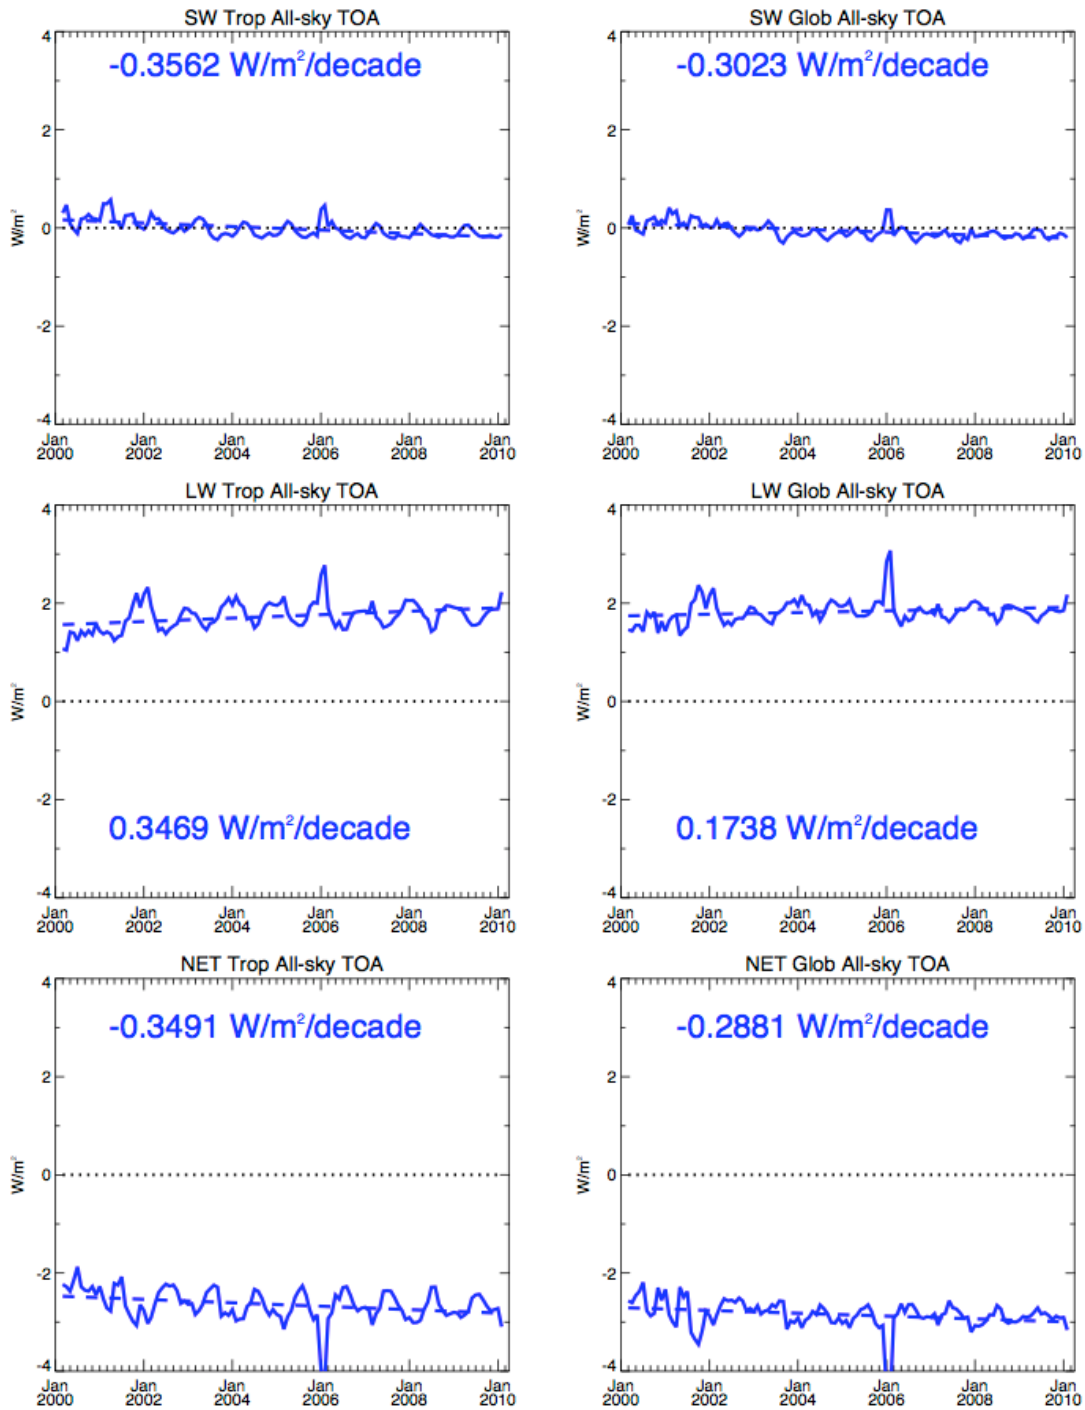 SW Trop All-sky TOA
-0.3562 W/m²/decade
4
2
0
-2
-4
W/m²
Jan Jan Jan Jan Jan Jan
2000 2002 2004 2006 2008 2010
SW Glob All-sky TOA
-0.3023 W/m²/decade
4
2
0
-2
-4
W/m²
Jan Jan Jan Jan Jan Jan
2000 2002 2004 2006 2008 2010
LW Trop All-sky TOA
4
2
0
-2
-4
W/m²
0.3469 W/m²/decade
Jan Jan Jan Jan Jan Jan
2000 2002 2004 2006 2008 2010
LW Glob All-sky TOA
4
2
0
-2
-4
W/m²
0.1738 W/m²/decade
Jan Jan Jan Jan Jan Jan
2000 2002 2004 2006 2008 2010
NET Trop All-sky TOA
-0.3491 W/m²/decade
4
2
0
-2
-4
W/m²
Jan Jan Jan Jan Jan Jan
2000 2002 2004 2006 2008 2010
NET Glob All-sky TOA
-0.2881 W/m²/decade
4
2
0
-2
-4
W/m²
Jan Jan Jan Jan Jan Jan
2000 2002 2004 2006 2008 2010